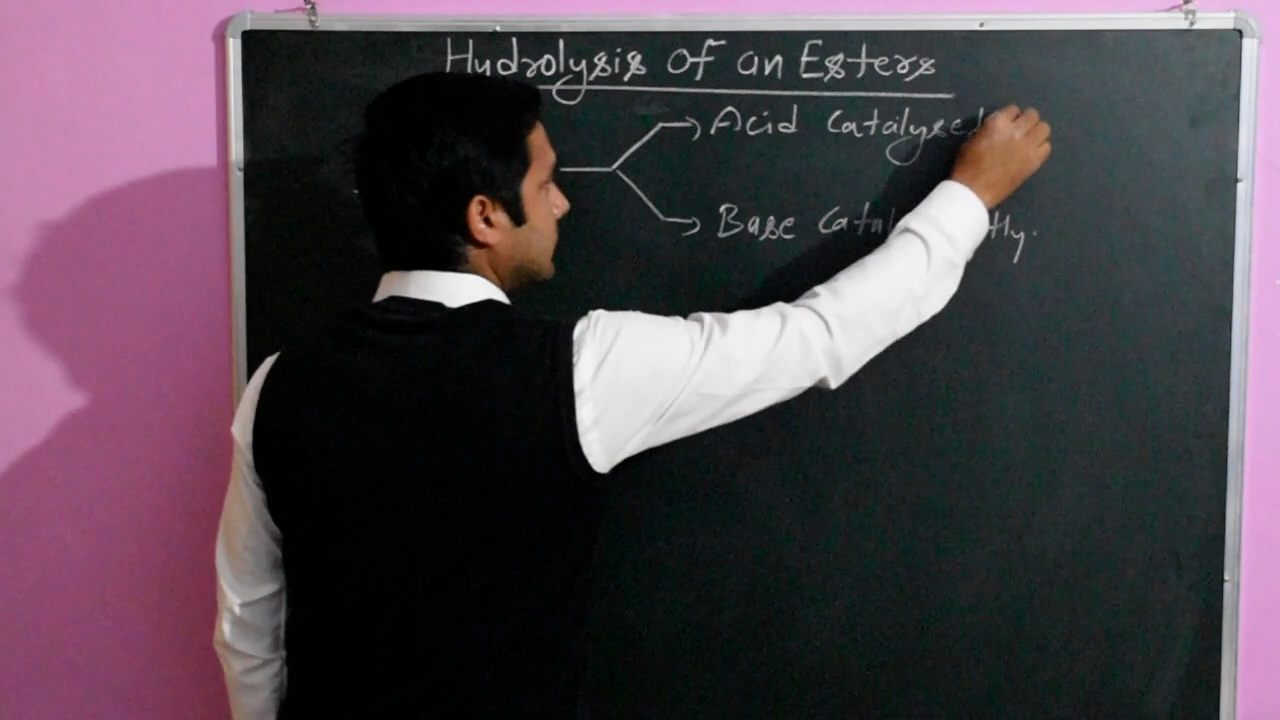 Hydrolysis of an Esters
Acid Catalysed
Base